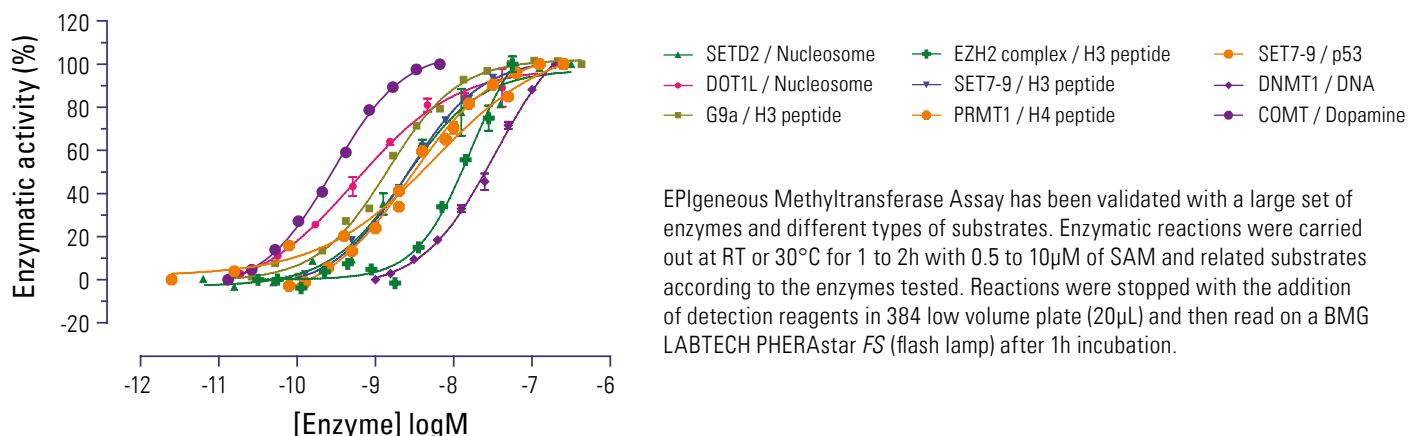 Enzymatic activity (%)
120
100
80
60
40
20
0
-20
-12 -11 -10 -9 -8 -7 -6
[Enzyme] logM
SETD2 / Nucleosome EZH2 complex / H3 peptide SET7-9 / p53
DOT1L / Nucleosome SET7-9 / H3 peptide DNMT1 / DNA
G9a / H3 peptide PRMT1 / H4 peptide COMT / Dopamine
EPIgeneous Methyltransferase Assay has been validated with a large set of
enzymes and different types of substrates. Enzymatic reactions were carried
out at RT or 30°C for 1 to 2h with 0.5 to 10µM of SAM and related substrates
according to the enzymes tested. Reactions were stopped with the addition
of detection reagents in 384 low volume plate (20µL) and then read on a BMG
LABTECH PHERAstar FS (flash lamp) after 1h incubation.